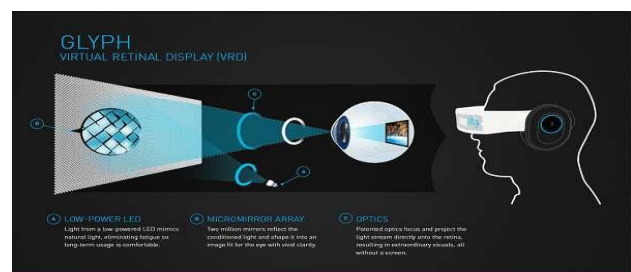 GLYPH
VIRTUAL RETINAL DISPLAY (VRD)
C
B
A
A LOW-POWER LED
Light from a low-powered LED mimics
natural light, eliminating fatigue so
long-term usage is comfortable.
B MICROMIRROR ARRAY
Two million mirrors reflect the
conditioned light and shape it into an
image fit for the eye with vivid clarity.
C OPTICS
Patented optics focus and project the
light stream directly onto the retina,
resulting in extraordinary visuals, all
without a screen.